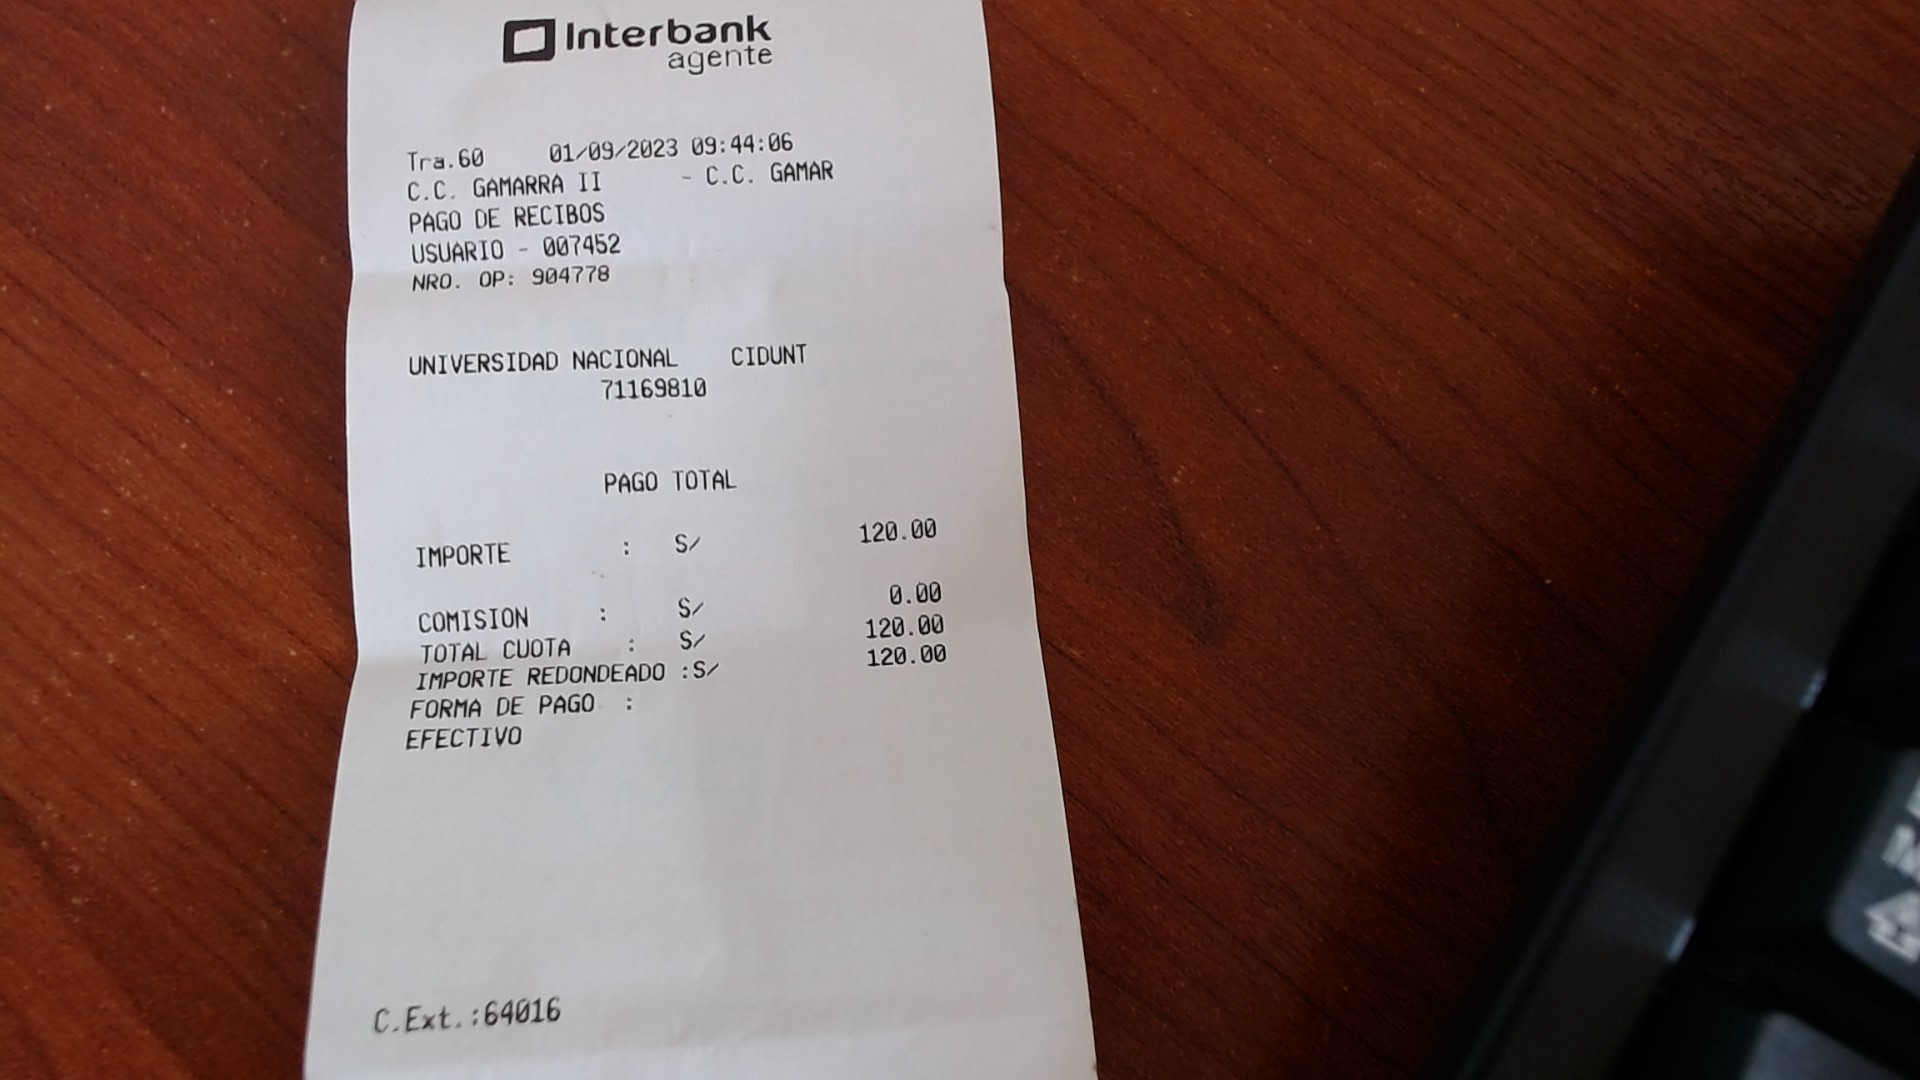 Interbank
agente
Tra.60 01/09/2023 09:44:06
C.C. GAMARRA II - C.C. GAMAR
PAGO DE RECIBOS
USUARIO - 007452
NRO. OP: 904778
UNIVERSIDAD NACIONAL CIDUNT
71169810
PAGO TOTAL
IMPORTE : S/ 120.00
COMISION : S/ 0.00
TOTAL CUOTA : S/ 120.00
IMPORTE REDONDEADO :S/ 120.00
FORMA DE PAGO :
EFECTIVO
C.Ext.:64016